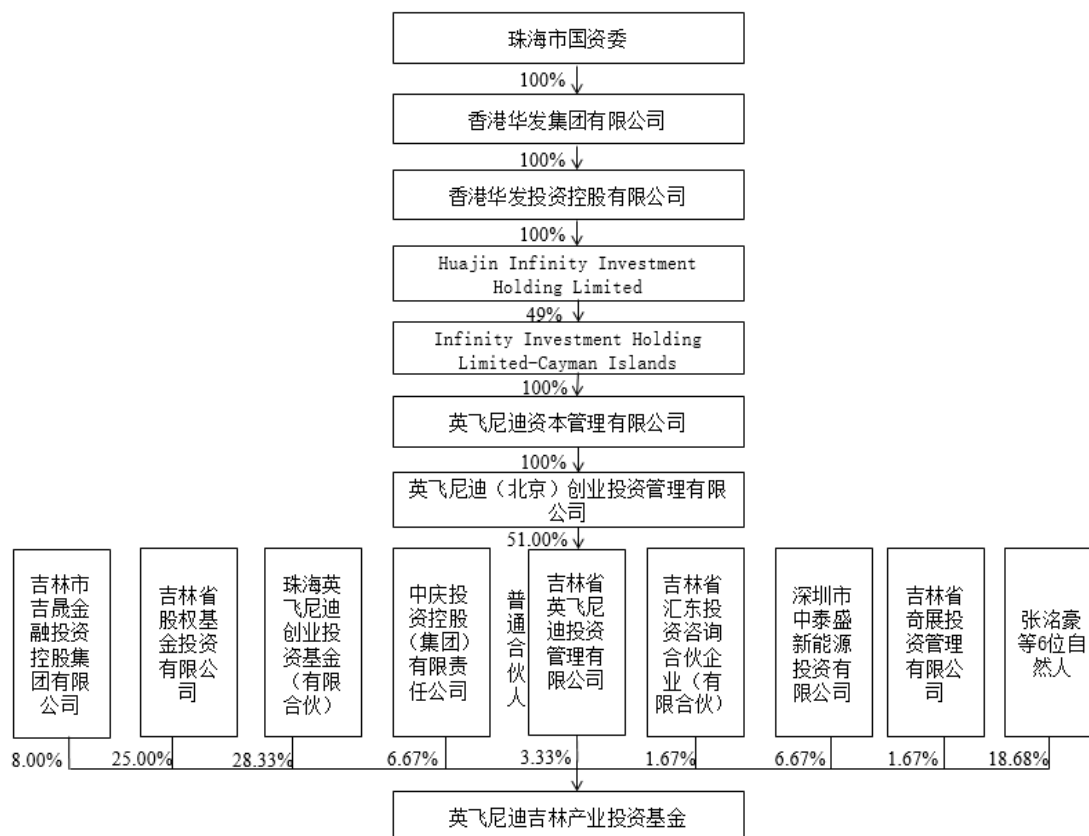 珠海市国资委
100%
香港华发集团有限公司
100%
香港华发投资控股有限公司
100%
Huajin Infinity Investment
Holding Limited
49%
Infinity Investment Holding
Limited-Cayman Islands
100%
英飞尼迪资本管理有限公司
100%
英飞尼迪（北京）创业投资管理有限
公司
51.00%
吉林市
吉晟金
融投资
控股集
团有限
公司
吉林省
股权基
金投资
有限公
司
珠海英
飞尼迪
创业投
资基金
（有限
合伙）
中庆投
资控股
（集团）
有限责
任公司
普通合伙人
吉林省
英飞尼
迪投资
管理有
限公司
吉林省
汇东投
资咨询
合伙企
业（有
限合伙）
深圳市
中泰盛
新能源
投资有
限公司
吉林省
奇展投
资管理
有限公
司
张洺豪
等6位自
然人
8.00%
25.00%
28.33%
6.67%
3.33%
1.67%
6.67%
1.67%
18.68%
英飞尼迪吉林产业投资基金